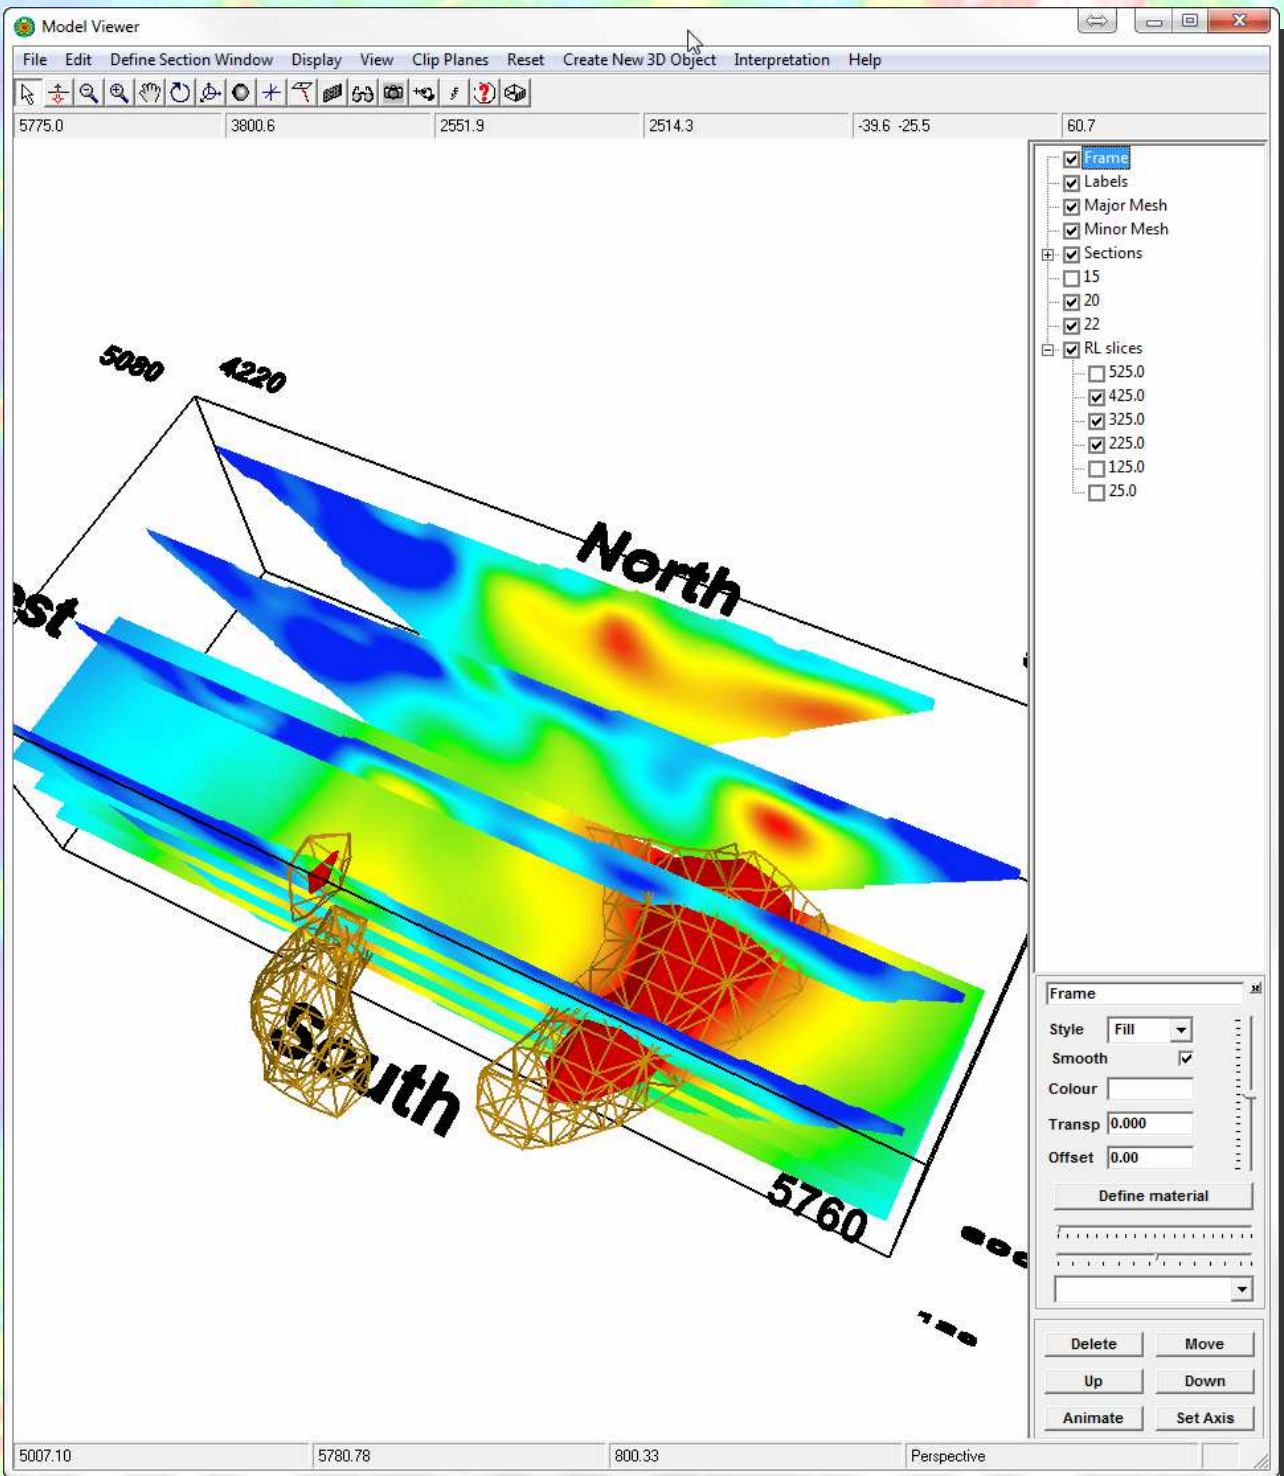 Model Viewer
File Edit Define Section Window Display View Clip Planes Reset Create New 3D Object Interpretation Help
5775.0 3800.6 2551.9 2514.3 -39.6 -25.5 60.7
Frame
Labels
Major Mesh
Minor Mesh
Sections
15
20
22
RL slices
525.0
425.0
325.0
225.0
125.0
25.0
5080 4220
North
est
South
5760
Frame
Style Fill
Smooth
Colour
Transp 0.000
Offset 0.00
Define material
Delete Move
Up Down
Animate Set Axis
5007.10 5780.78 800.33 Perspective